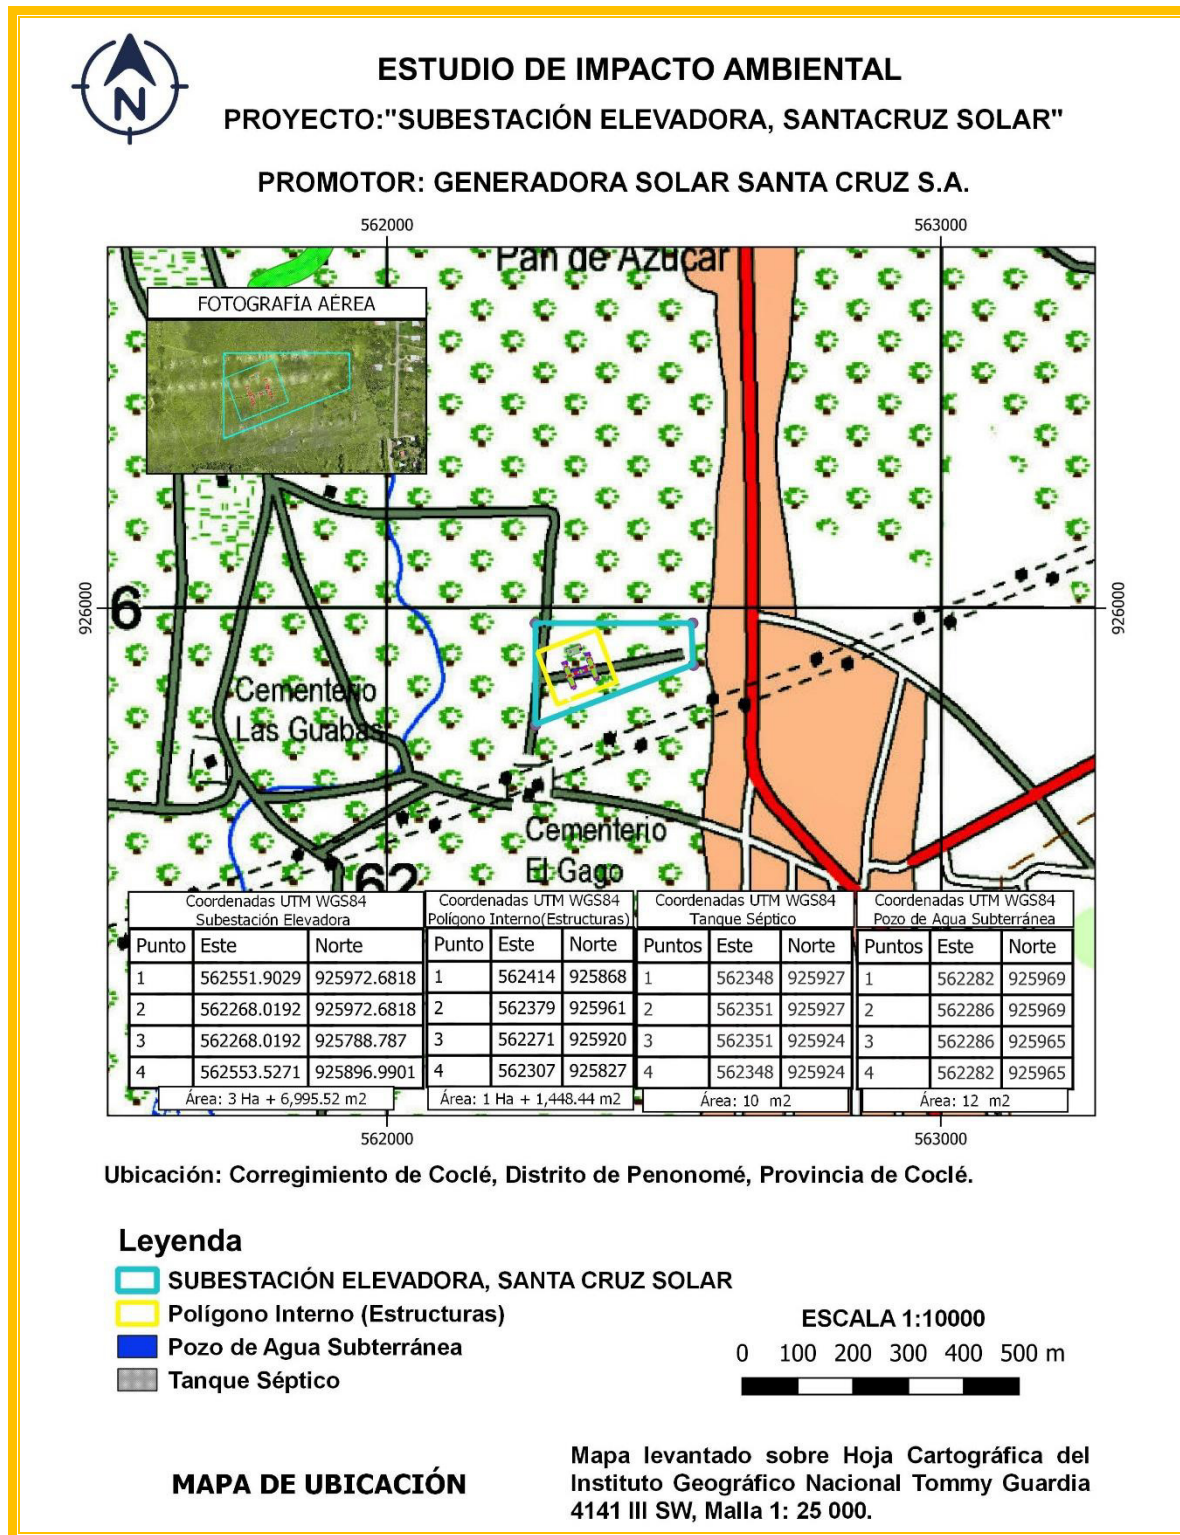 N
ESTUDIO DE IMPACTO AMBIENTAL
PROYECTO:"SUBESTACIÓN ELEVADORA, SANTACRUZ SOLAR"
PROMOTOR: GENERADORA SOLAR SANTA CRUZ S.A.
562000 563000
Pan de Azúcar
FOTOGRAFÍA AÉREA
926000 926000
6
Cementerio
Las Guabas
Cementerio
El Gago
62
Coordenadas UTM WGS84
Subestación Elevadora
Punto Este Norte
1 562551.9029 925972.6818
2 562268.0192 925972.6818
3 562268.0192 925788.787
4 562553.5271 925896.9901
Área: 3 Ha + 6,995.52 m2
Coordenadas UTM WGS84
Polígono Interno(Estructuras)
Punto Este Norte
1 562414 925868
2 562379 925961
3 562271 925920
4 562307 925827
Área: 1 Ha + 1,448.44 m2
Coordenadas UTM WGS84
Tanque Séptico
Puntos Este Norte
1 562348 925927
2 562351 925927
3 562351 925924
4 562348 925924
Área: 10 m2
Coordenadas UTM WGS84
Pozo de Agua Subterránea
Puntos Este Norte
1 562282 925969
2 562286 925969
3 562286 925965
4 562282 925965
Área: 12 m2
562000 563000
Ubicación: Corregimiento de Coclé, Distrito de Penonomé, Provincia de Coclé.
Leyenda
SUBESTACIÓN ELEVADORA, SANTA CRUZ SOLAR
Polígono Interno (Estructuras)
Pozo de Agua Subterránea
Tanque Séptico
ESCALA 1:10000
0 100 200 300 400 500 m
MAPA DE UBICACIÓN
Mapa levantado sobre Hoja Cartográfica del
Instituto Geográfico Nacional Tommy Guardia
4141 III SW, Malla 1: 25 000.